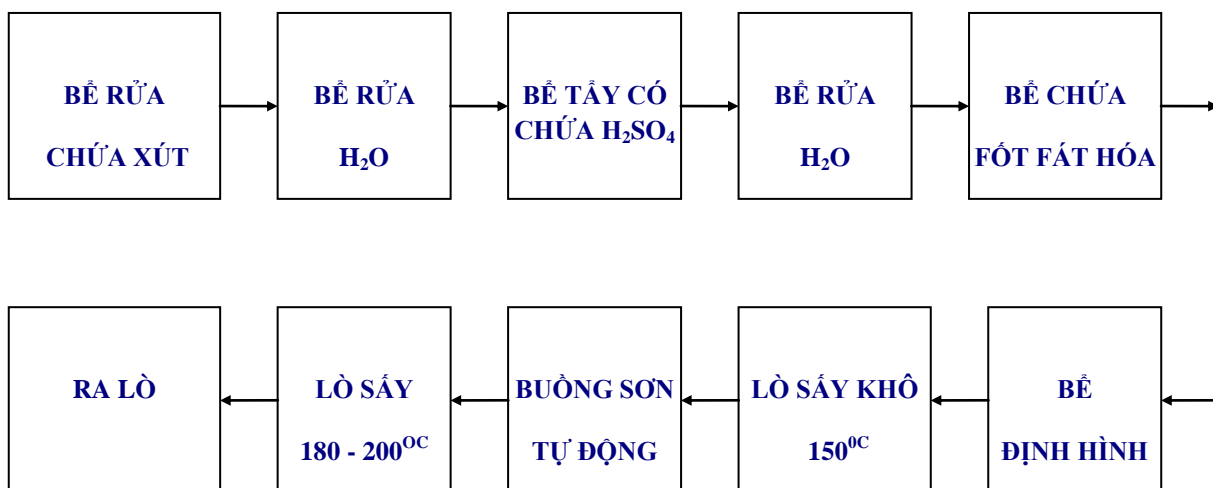 BỂ RỬA
CHỨA XÚT
BỂ RỬA
H₂O
BỂ TẨY CÓ
CHỨA H₂SO₄
BỂ RỬA
H₂O
BỂ CHỨA
FỐT FÁT HÓA
RA LÒ
LÒ SẤY
180 - 200ᴼᶜ
BUỒNG SƠN
TỰ ĐỘNG
LÒ SẤY KHÔ
150⁰ᶜ
BỂ
ĐỊNH HÌNH